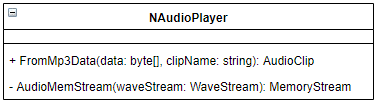 NAudioPlayer
+ FromMp3Data(data: byte[], clipName: string): AudioClip
- AudioMemStream(waveStream: WaveStream): MemoryStream